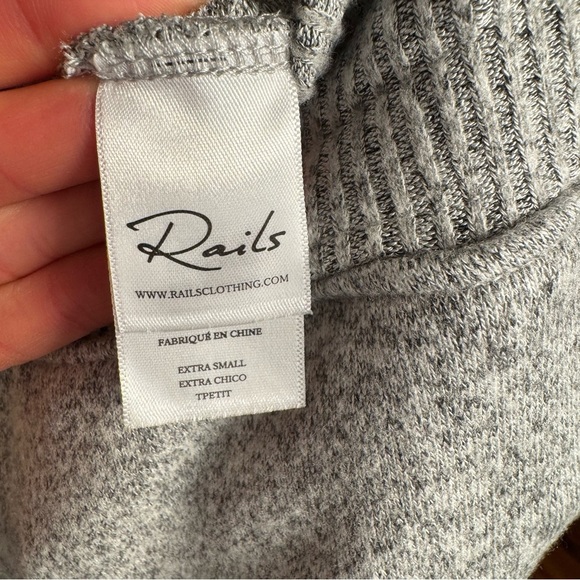 Rails
WWW.RAILSCLOTHING.COM
FABRIQUÉ EN CHINE
EXTRA SMALL
EXTRA CHICO
TPETIT